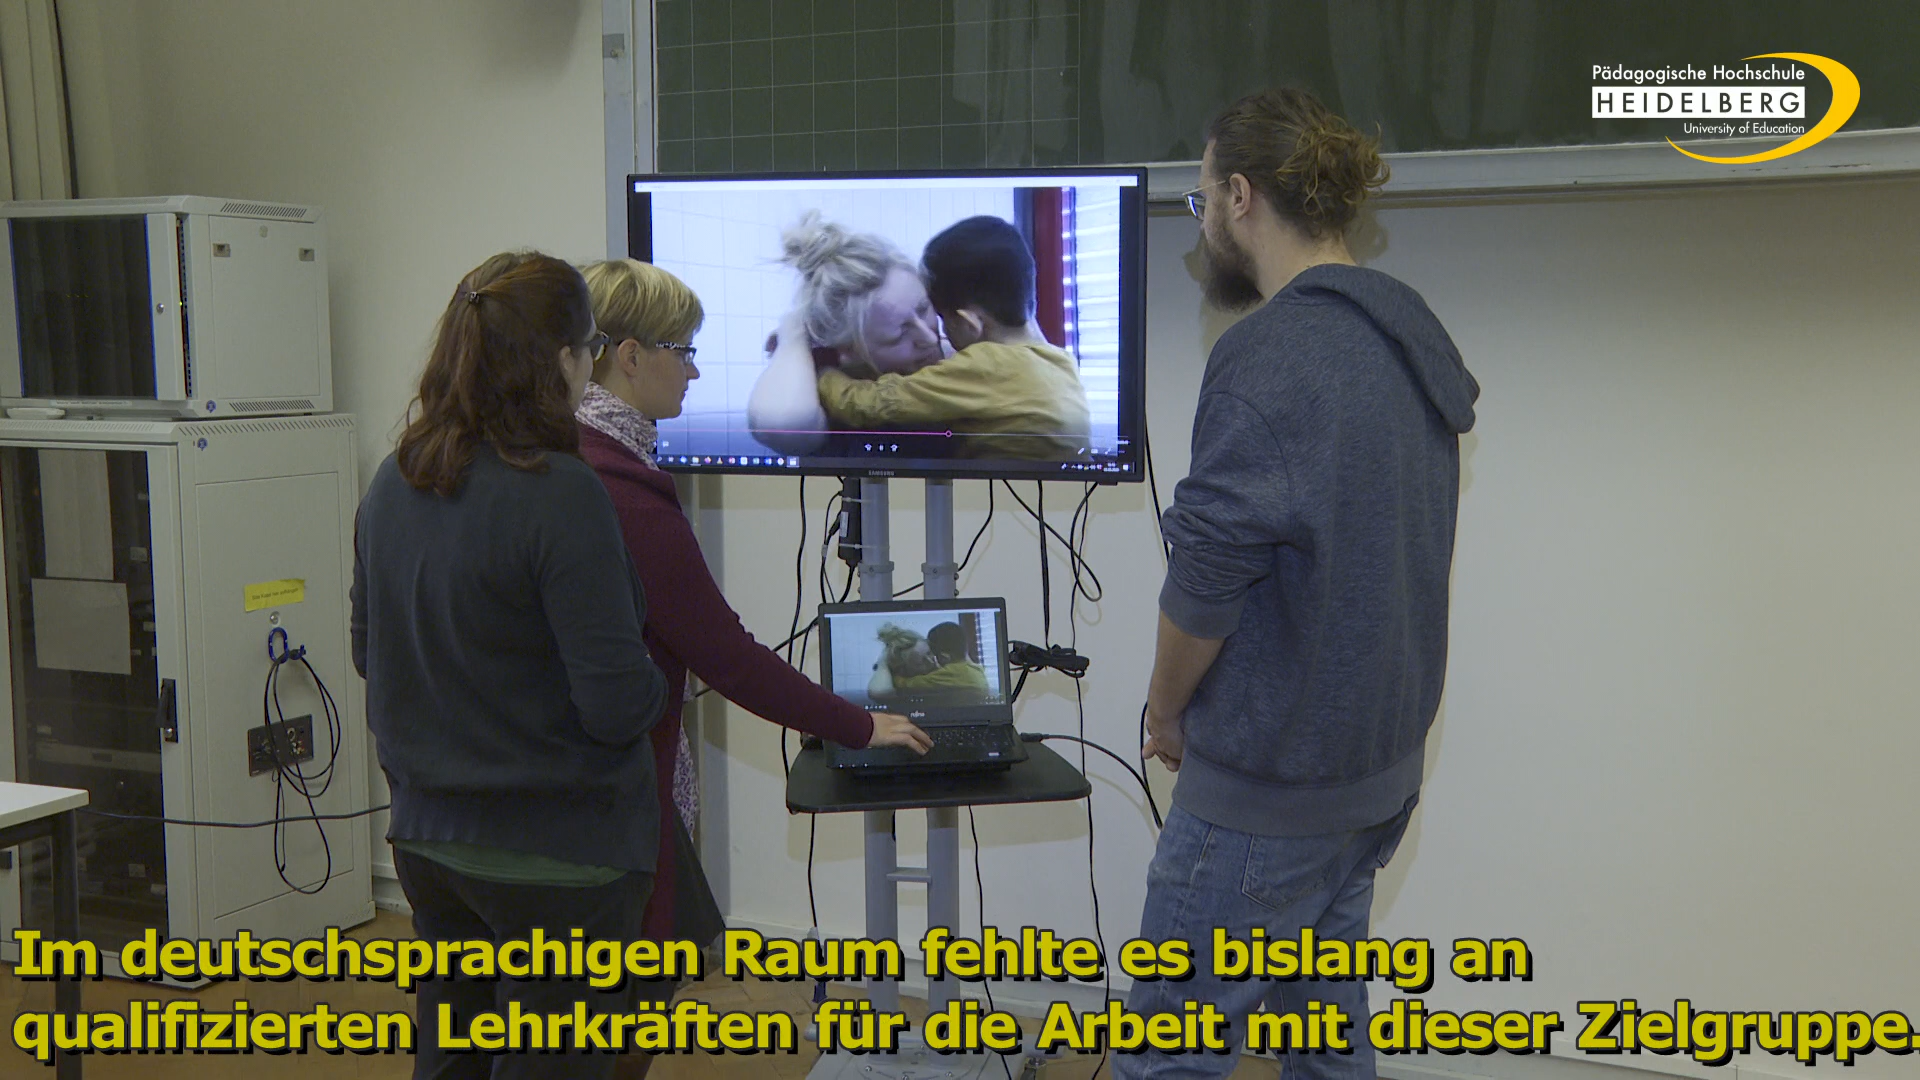 Pädagogische Hochschule
HEIDELBERG
University of Education
SAMSUNG
Im deutschsprachigen Raum fehlte es bislang an
qualifizierten Lehrkräften für die Arbeit mit dieser Zielgruppe.